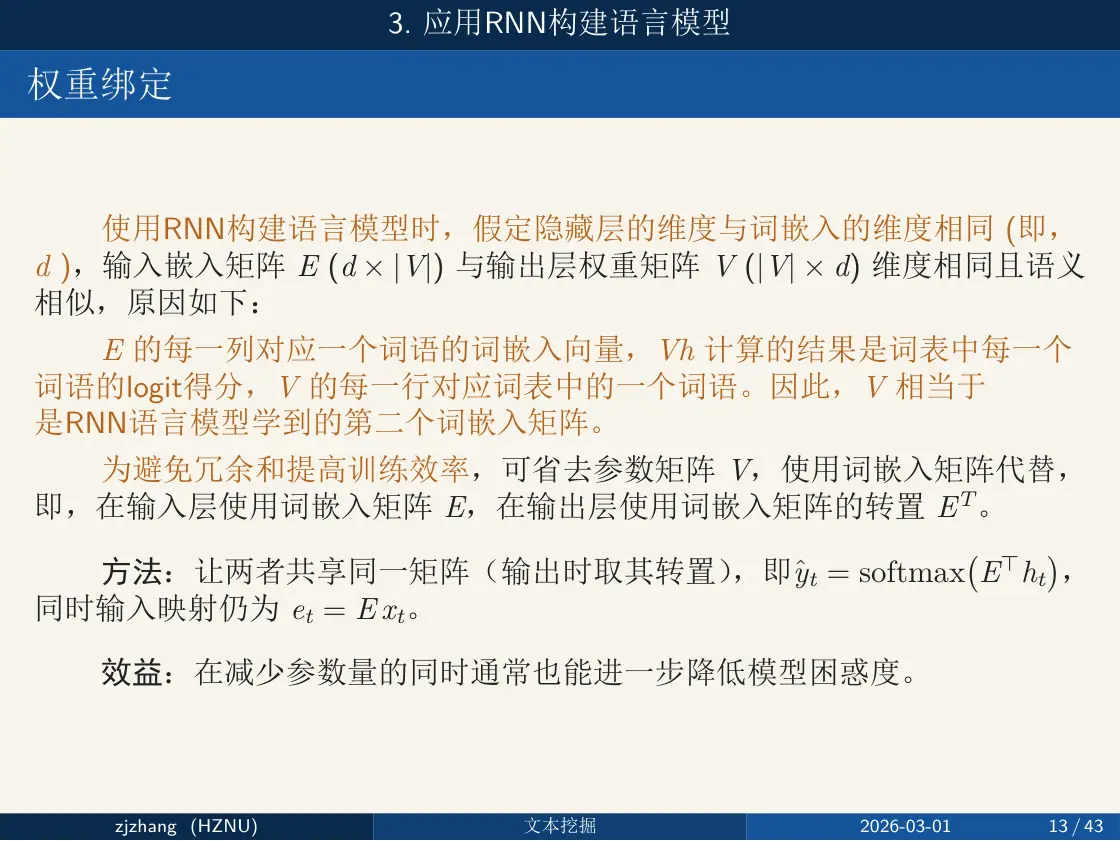 3. 应用RNN构建语言模型
权重绑定
使用RNN构建语言模型时，假定隐藏层的维度与词嵌入的维度相同 (即，
d )，输入嵌入矩阵 E (d × |V|) 与输出层权重矩阵 V (|V| × d) 维度相同且语义
相似，原因如下：
E 的每一列对应一个词语的词嵌入向量，Vh 计算的结果是词表中每一个
词语的logit得分，V 的每一行对应词表中的一个词语。因此，V 相当于
是RNN语言模型学到的第二个词嵌入矩阵。
为避免冗余和提高训练效率，可省去参数矩阵 V，使用词嵌入矩阵代替，
即，在输入层使用词嵌入矩阵 E，在输出层使用词嵌入矩阵的转置 E^T。
方法：让两者共享同一矩阵（输出时取其转置），即ŷ_t = softmax(E^⊤ h_t)，
同时输入映射仍为 e_t = E x_t。
效益：在减少参数量的同时通常也能进一步降低模型困惑度。
zjzhang (HZNU) 文本挖掘 2026-03-01 13 / 43